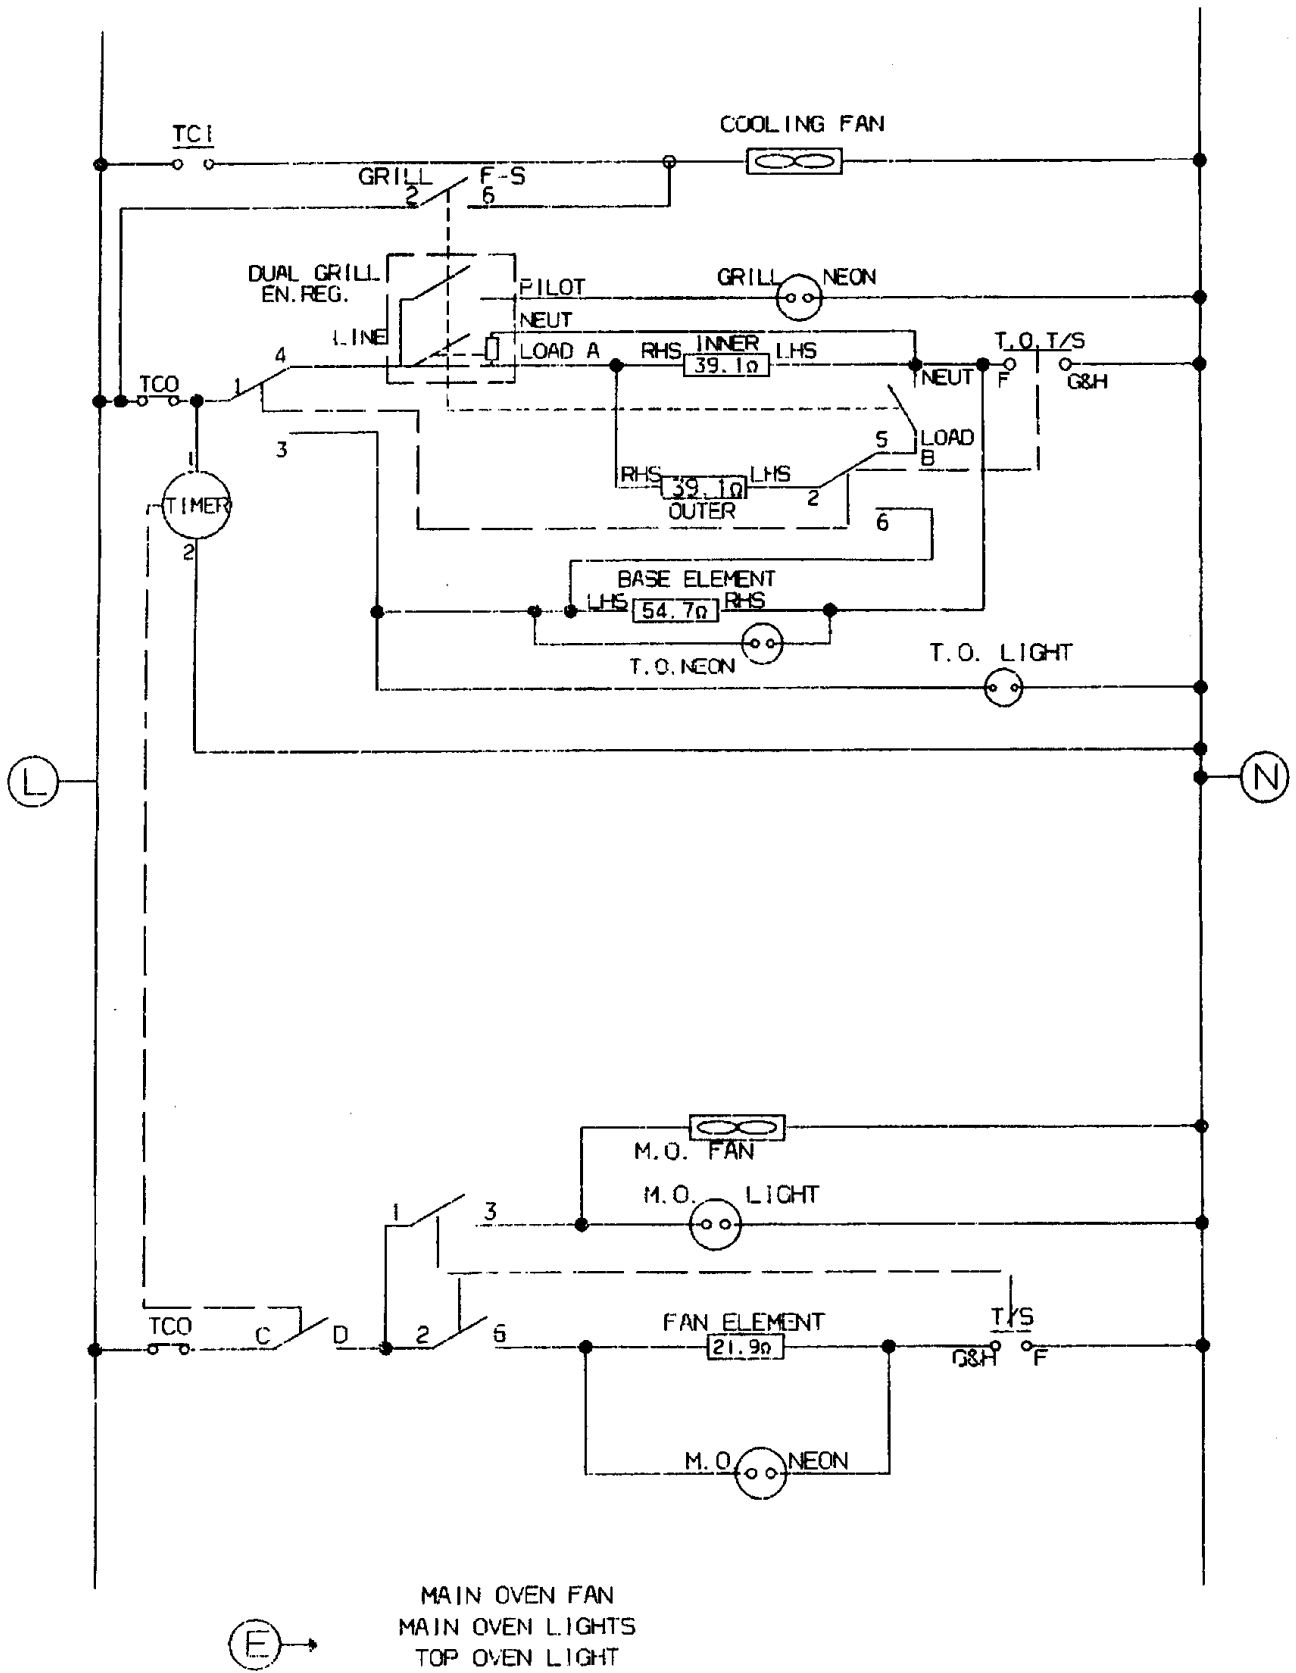 COOLING FAN
TC1
GRILL F-S
2 6
DUAL GRILL
EN.REG.
PILOT
GRILL NEON
NEUT
LINE
LOAD A
RHS INNER LHS
39.1Ω
T.O. T/S
NEUT F G&H
TCO
1 4
3
5 LOAD
B
RHS LHS
39.1Ω
OUTER
2
6
1
TIMER
2
BASE ELEMENT
LHS RHS
54.7Ω
T.O. NEON
T.O. LIGHT
L
N
M.O. FAN
M.O. LIGHT
1 3
TCO
C D
2 6
FAN ELEMENT
21.9Ω
T/S
G&H F
M.O NEON
MAIN OVEN FAN
MAIN OVEN LIGHTS
TOP OVEN LIGHT
E